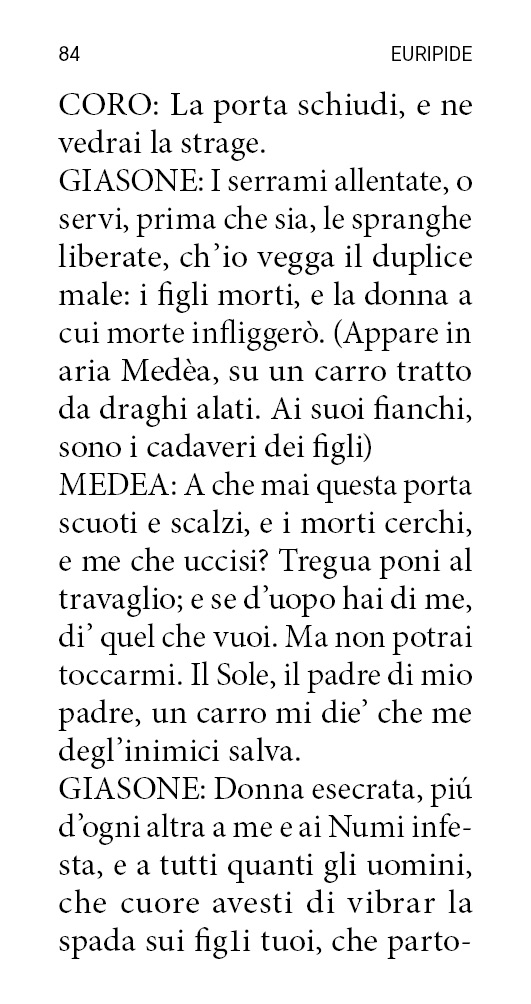 84 EURIPIDE
CORO: La porta schiudi, e ne
vedrai la strage.
GIASONE: I serrami allentate, o
servi, prima che sia, le spranghe
liberate, ch’io vegga il duplice
male: i figli morti, e la donna a
cui morte infliggerò. (Appare in
aria Medèa, su un carro tratto
da draghi alati. Ai suoi fianchi,
sono i cadaveri dei figli)
MEDEA: A che mai questa porta
scuoti e scalzi, e i morti cerchi,
e me che uccisi? Tregua poni al
travaglio; e se d’uopo hai di me,
di’ quel che vuoi. Ma non potrai
toccarmi. Il Sole, il padre di mio
padre, un carro mi die’ che me
degl’inimici salva.
GIASONE: Donna esecrata, piú
d’ogni altra a me e ai Numi infe-
sta, e a tutti quanti gli uomini,
che cuore avesti di vibrar la
spada sui figli tuoi, che parto-